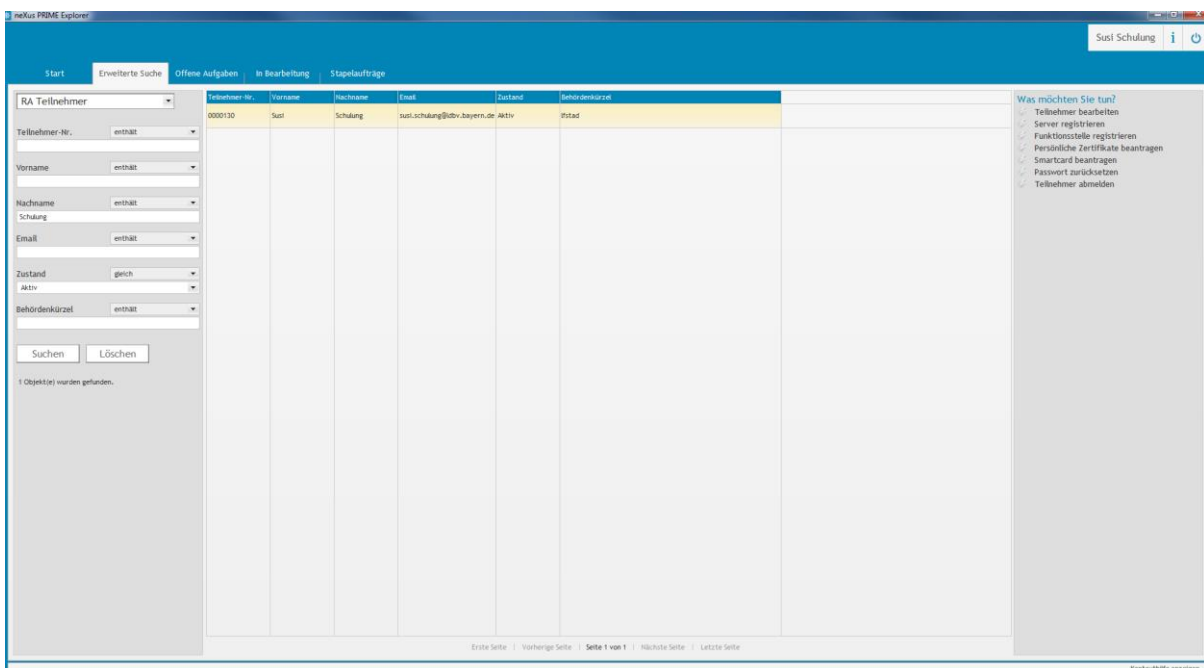 neXus PRIME Explorer
Susi Schulung i
Start Erweiterte Suche Offene Aufgaben In Bearbeitung Stapelaufträge
RA Teilnehmer
Teilnehmer-Nr. enthält
Vorname enthält
Nachname enthält
Schulung
Email enthält
Zustand gleich
Aktiv
Behördenkürzel enthält
Suchen Löschen
1 Objekt(e) wurden gefunden.
Teilnehmer-Nr. Vorname Nachname Email Zustand Behördenkürzel
0000130 Susi Schulung susi.schulung@ldbv.bayern.de Aktiv lfstad
Erste Seite | Vorherige Seite | Seite 1 von 1 | Nächste Seite | Letzte Seite
Was möchten Sie tun?
Teilnehmer bearbeiten
Server registrieren
Funktionsstelle registrieren
Persönliche Zertifikate beantragen
Smartcard beantragen
Passwort zurücksetzen
Teilnehmer abmelden